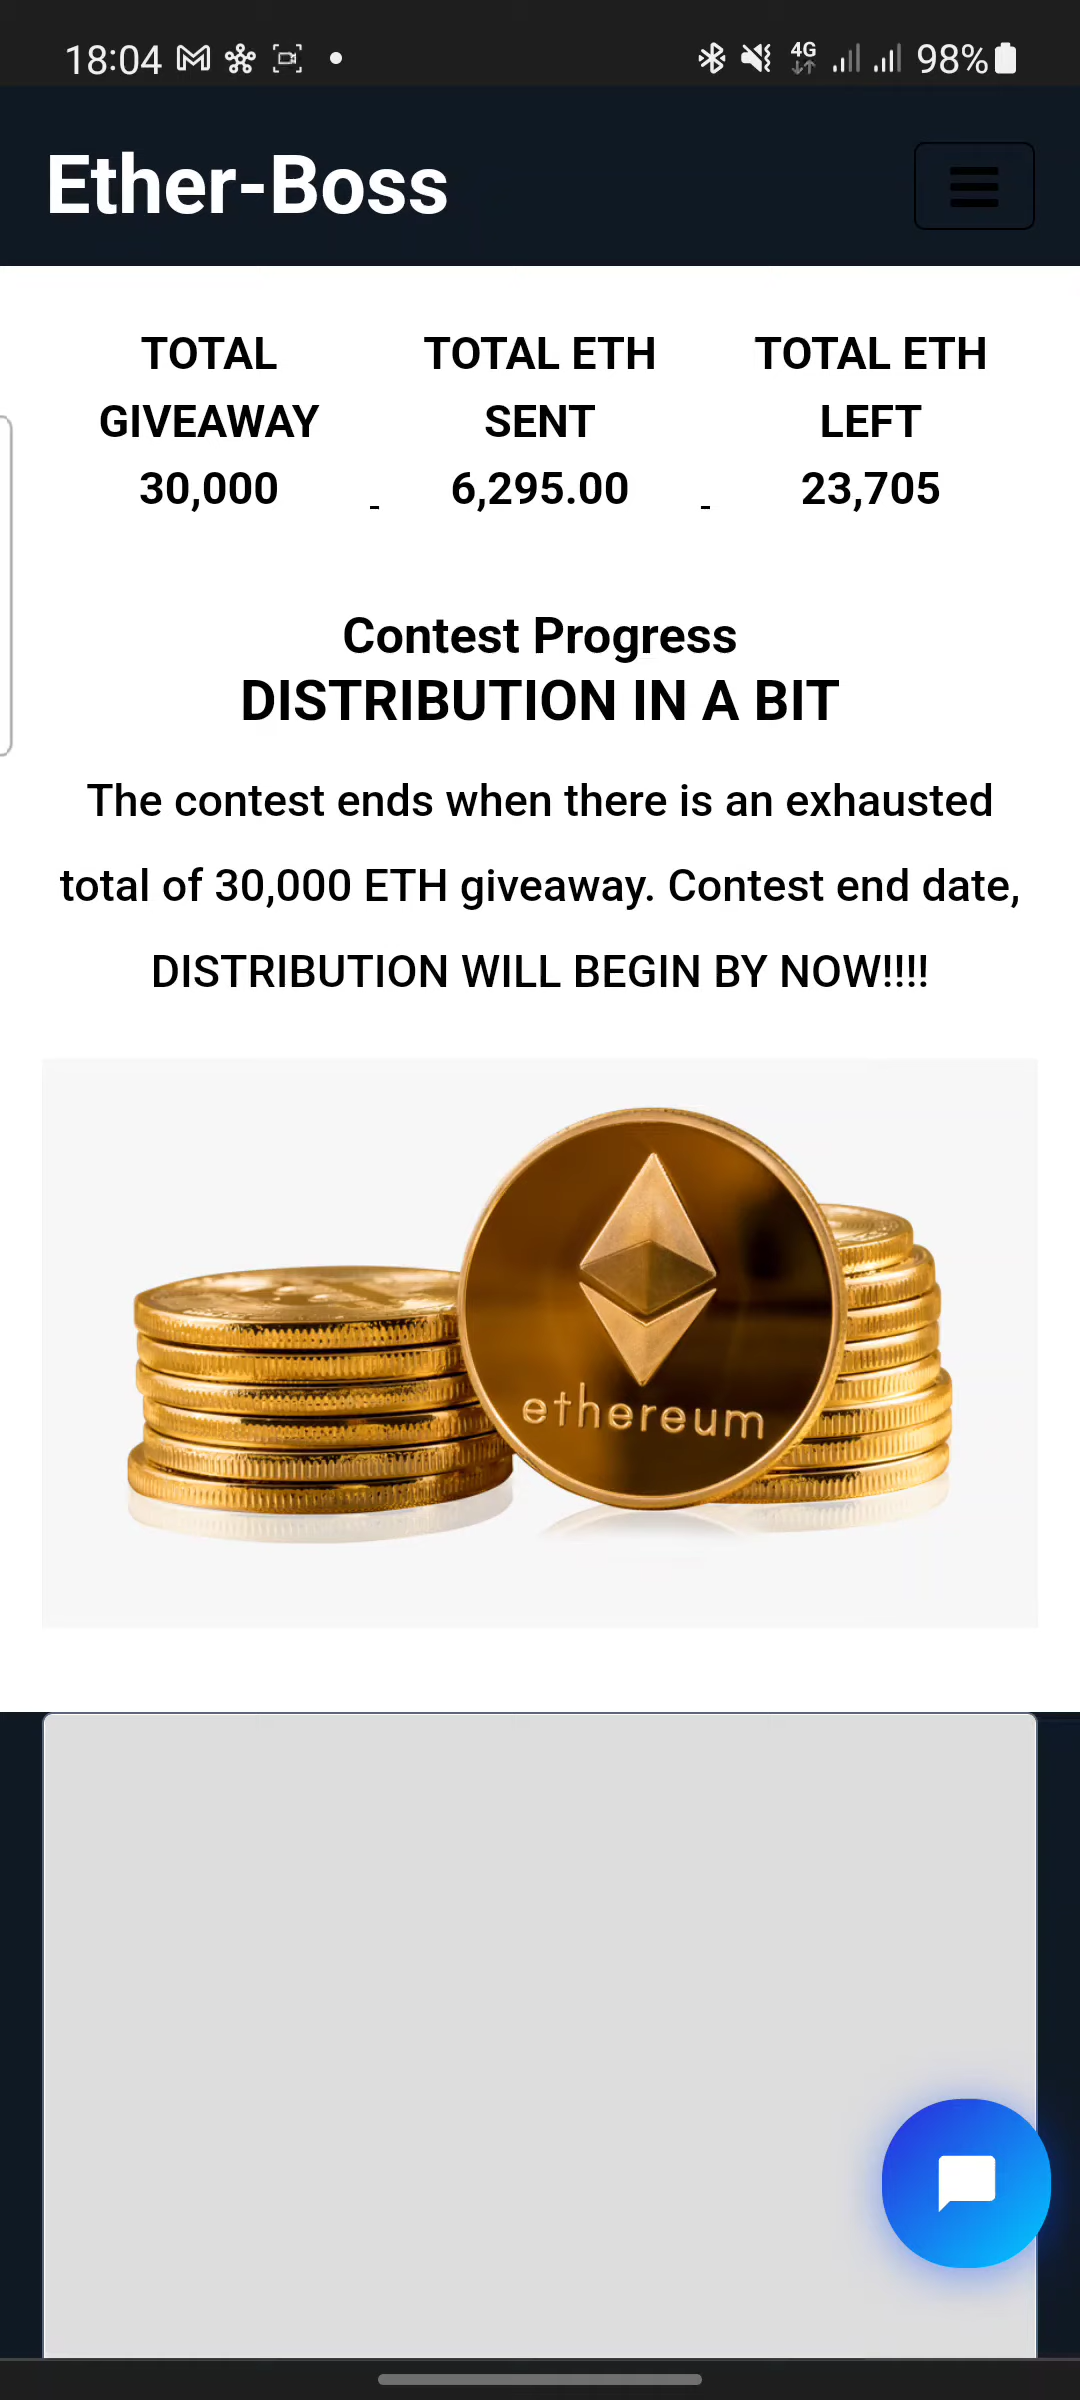 18:04 4G 98%
Ether-Boss
TOTAL GIVEAWAY 30,000
-
TOTAL ETH SENT 6,295.00
-
TOTAL ETH LEFT 23,705
Contest Progress
DISTRIBUTION IN A BIT
The contest ends when there is an exhausted
total of 30,000 ETH giveaway. Contest end date,
DISTRIBUTION WILL BEGIN BY NOW!!!!
ethereum